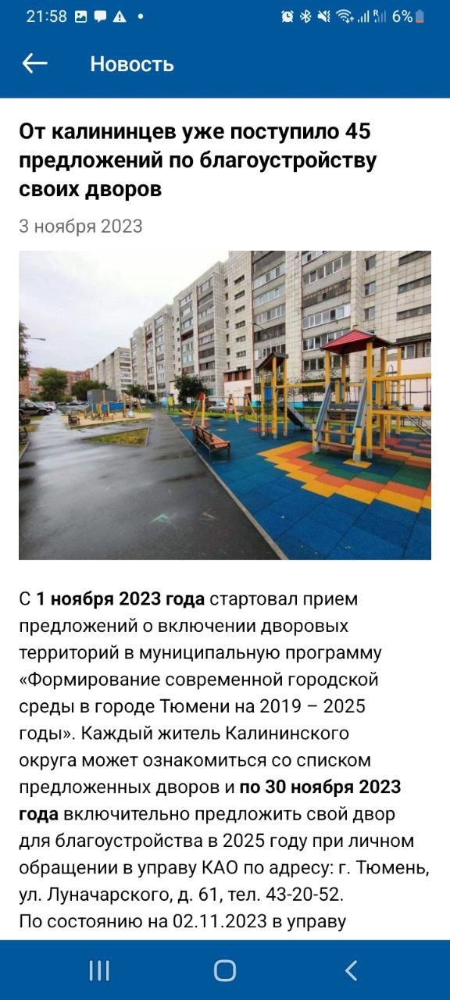 21:58
6%
Новость
От калининцев уже поступило 45
предложений по благоустройству
своих дворов
3 ноября 2023
С 1 ноября 2023 года стартовал прием
предложений о включении дворовых
территорий в муниципальную программу
«Формирование современной городской
среды в городе Тюмени на 2019 – 2025
годы». Каждый житель Калининского
округа может ознакомиться со списком
предложенных дворов и по 30 ноября 2023
года включительно предложить свой двор
для благоустройства в 2025 году при личном
обращении в управу КАО по адресу: г. Тюмень,
ул. Луначарского, д. 61, тел. 43-20-52.
По состоянию на 02.11.2023 в управу